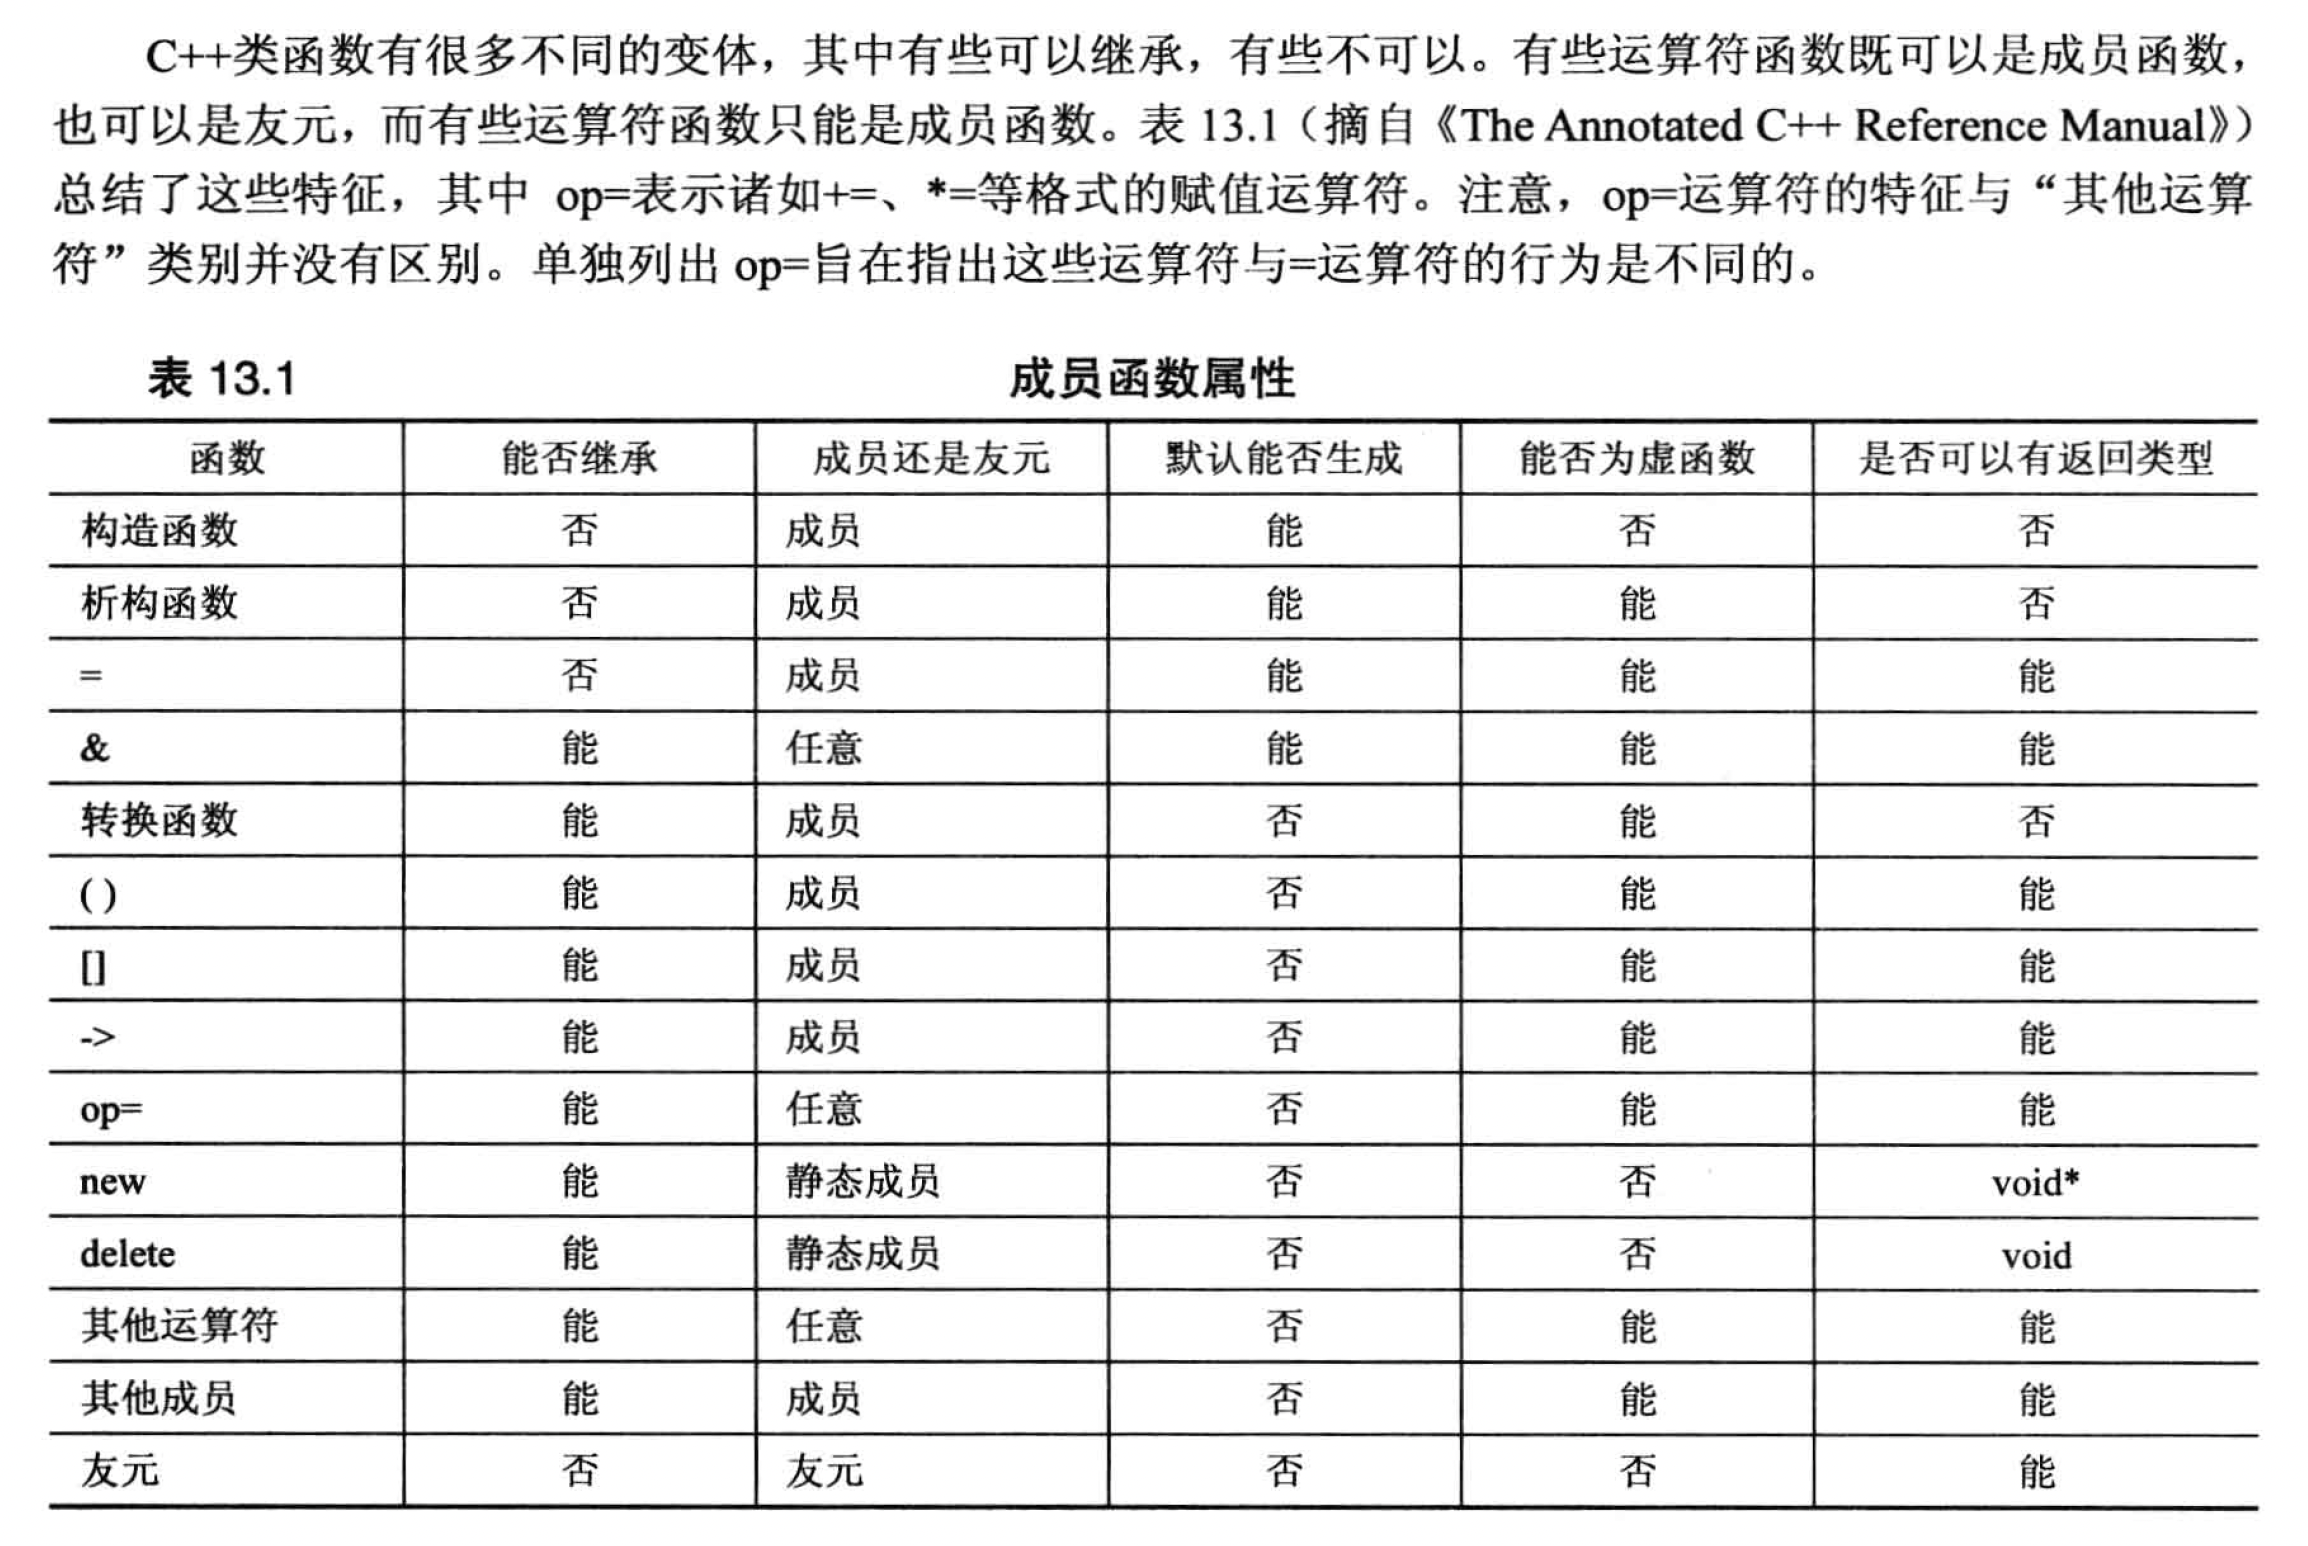 C++类函数有很多不同的变体，其中有些可以继承，有些不可以。有些运算符函数既可以是成员函数，
也可以是友元，而有些运算符函数只能是成员函数。表 13.1（摘自《The Annotated C++ Reference Manual》）
总结了这些特征，其中 op=表示诸如+=、*=等格式的赋值运算符。注意，op=运算符的特征与“其他运算
符”类别并没有区别。单独列出 op=旨在指出这些运算符与=运算符的行为是不同的。
表 13.1 成员函数属性
函数 能否继承 成员还是友元 默认能否生成 能否为虚函数 是否可以有返回类型
构造函数 否 成员 能 否 否
析构函数 否 成员 能 能 否
= 否 成员 能 能 能
& 能 任意 能 能 能
转换函数 能 成员 否 能 否
( ) 能 成员 否 能 能
[] 能 成员 否 能 能
-> 能 成员 否 能 能
op= 能 任意 否 能 能
new 能 静态成员 否 否 void*
delete 能 静态成员 否 否 void
其他运算符 能 任意 否 能 能
其他成员 能 成员 否 能 能
友元 否 友元 否 否 能